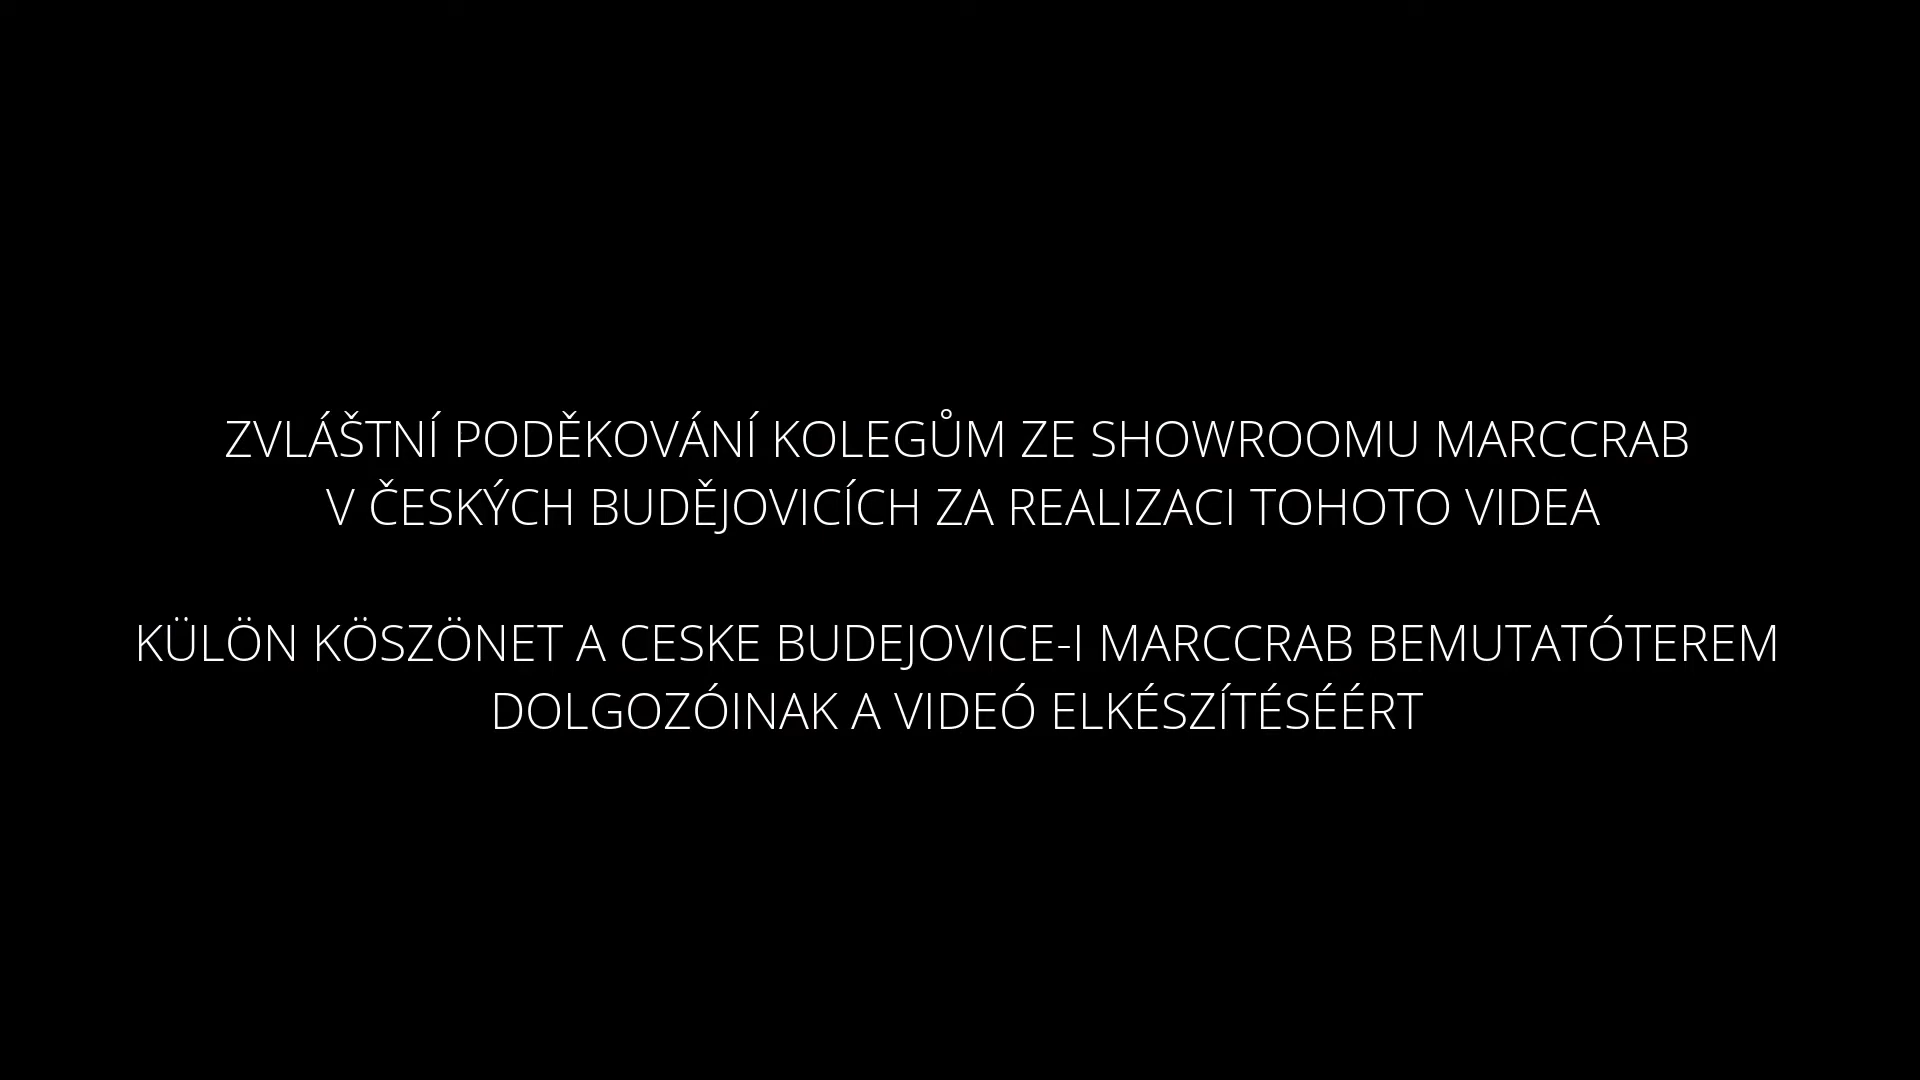 ZVLÁŠTNÍ PODĚKOVÁNÍ KOLEGŮM ZE SHOWROOMU MARCCRAB
V ČESKÝCH BUDĚJOVICÍCH ZA REALIZACI TOHOTO VIDEA
KÜLÖN KÖSZÖNET A CESKE BUDEJOVICE-I MARCCRAB BEMUTATÓTEREM
DOLGOZÓINAK A VIDEÓ ELKÉSZÍTÉSÉÉRT